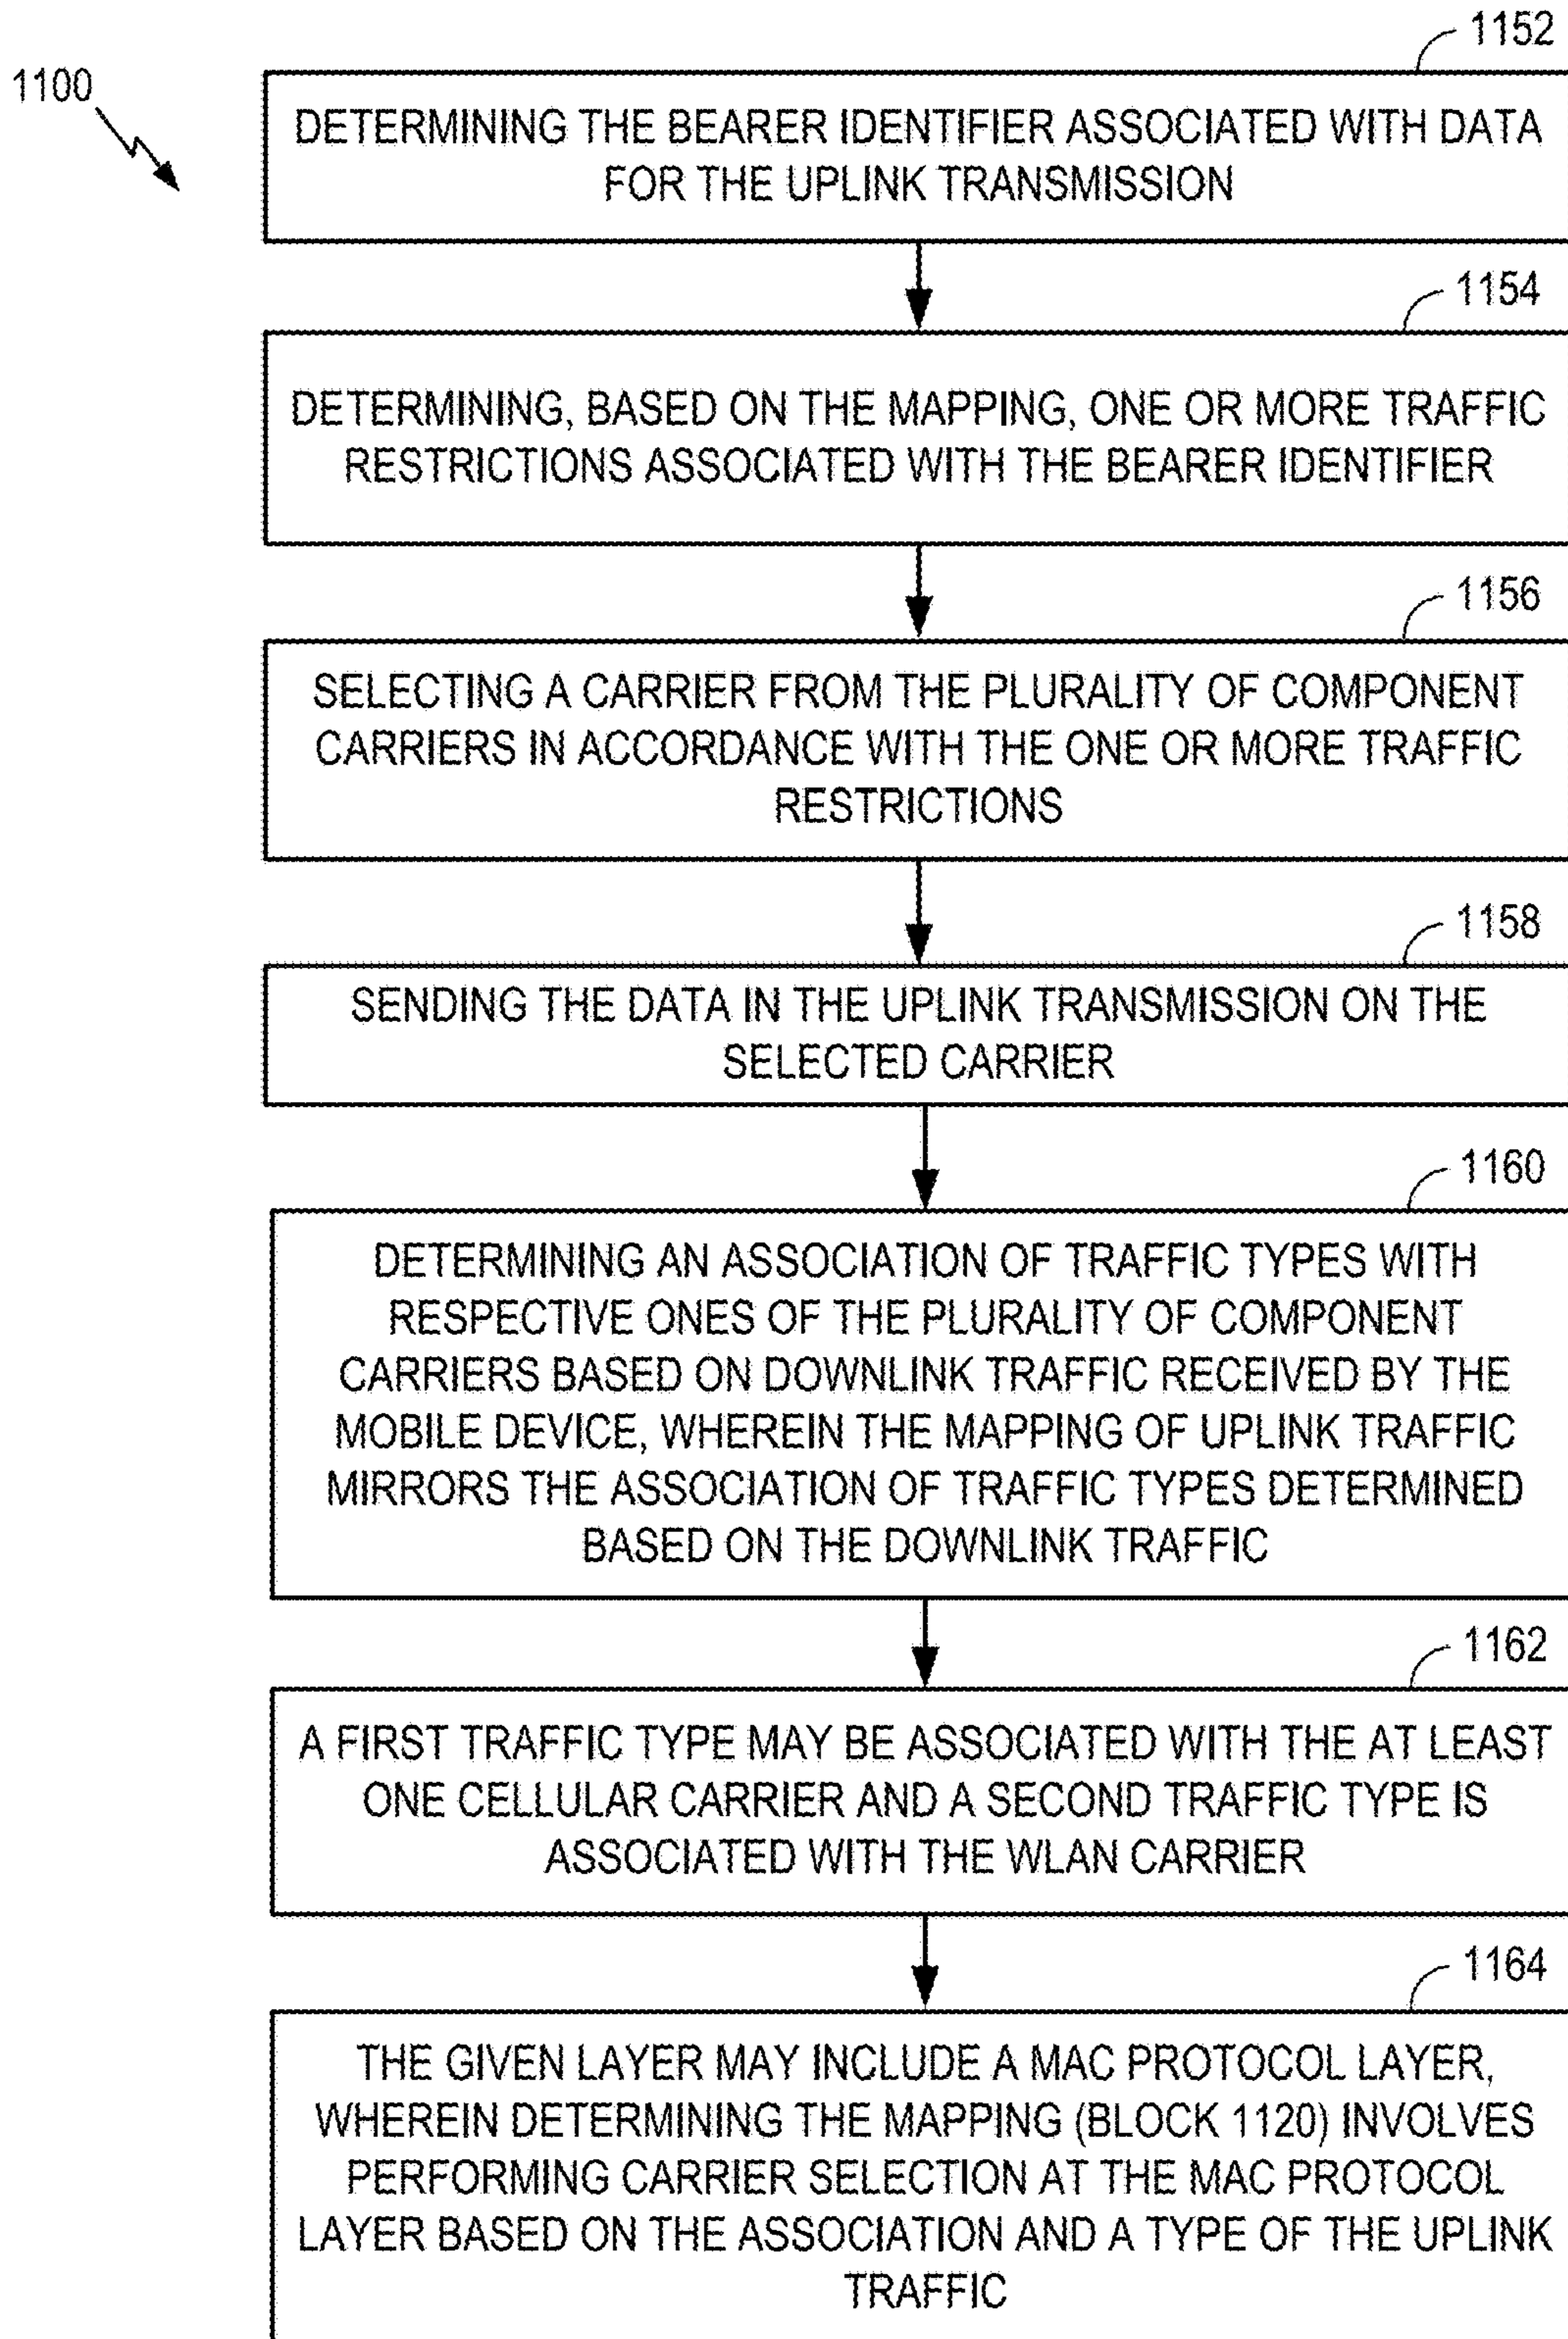 1152
1100
DETERMINING THE BEARER IDENTIFIER ASSOCIATED WITH DATA
FOR THE UPLINK TRANSMISSION
1154
DETERMINING, BASED ON THE MAPPING, ONE OR MORE TRAFFIC
RESTRICTIONS ASSOCIATED WITH THE BEARER IDENTIFIER
1156
SELECTING A CARRIER FROM THE PLURALITY OF COMPONENT
CARRIERS IN ACCORDANCE WITH THE ONE OR MORE TRAFFIC
RESTRICTIONS
1158
SENDING THE DATA IN THE UPLINK TRANSMISSION ON THE
SELECTED CARRIER
1160
DETERMINING AN ASSOCIATION OF TRAFFIC TYPES WITH
RESPECTIVE ONES OF THE PLURALITY OF COMPONENT
CARRIERS BASED ON DOWNLINK TRAFFIC RECEIVED BY THE
MOBILE DEVICE, WHEREIN THE MAPPING OF UPLINK TRAFFIC
MIRRORS THE ASSOCIATION OF TRAFFIC TYPES DETERMINED
BASED ON THE DOWNLINK TRAFFIC
1162
A FIRST TRAFFIC TYPE MAY BE ASSOCIATED WITH THE AT LEAST
ONE CELLULAR CARRIER AND A SECOND TRAFFIC TYPE IS
ASSOCIATED WITH THE WLAN CARRIER
1164
THE GIVEN LAYER MAY INCLUDE A MAC PROTOCOL LAYER,
WHEREIN DETERMINING THE MAPPING (BLOCK 1120) INVOLVES
PERFORMING CARRIER SELECTION AT THE MAC PROTOCOL
LAYER BASED ON THE ASSOCIATION AND A TYPE OF THE UPLINK
TRAFFIC